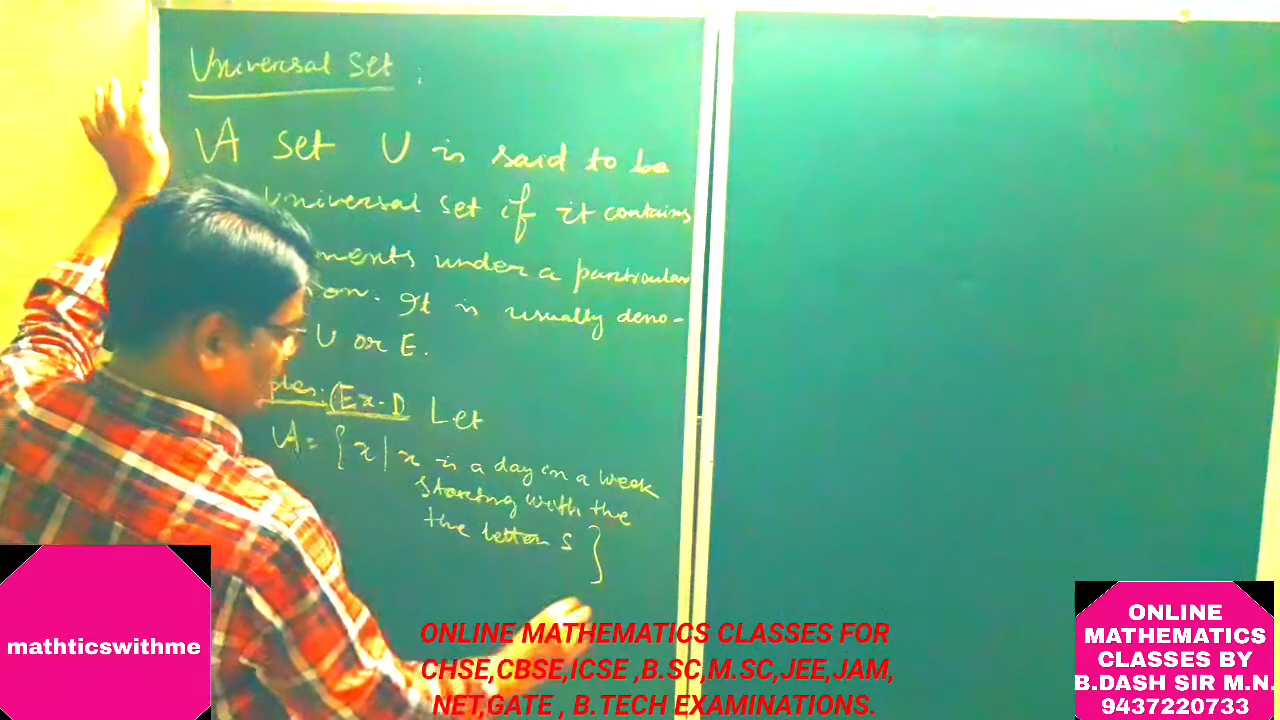 Universal Set :
A set U is said to be
Universal set if it contains
ments under a particular
on. It is usually deno-
U or E.
ples. (Ex-1) Let
A = { x | x is a day in a week
starting with the
the letter s }
mathticswithme
ONLINE MATHEMATICS CLASSES FOR
CHSE,CBSE,ICSE ,B.SC,M.SC,JEE,JAM,
NET,GATE , B.TECH EXAMINATIONS.
ONLINE
MATHEMATICS
CLASSES BY
B.DASH SIR M.N.
9437220733